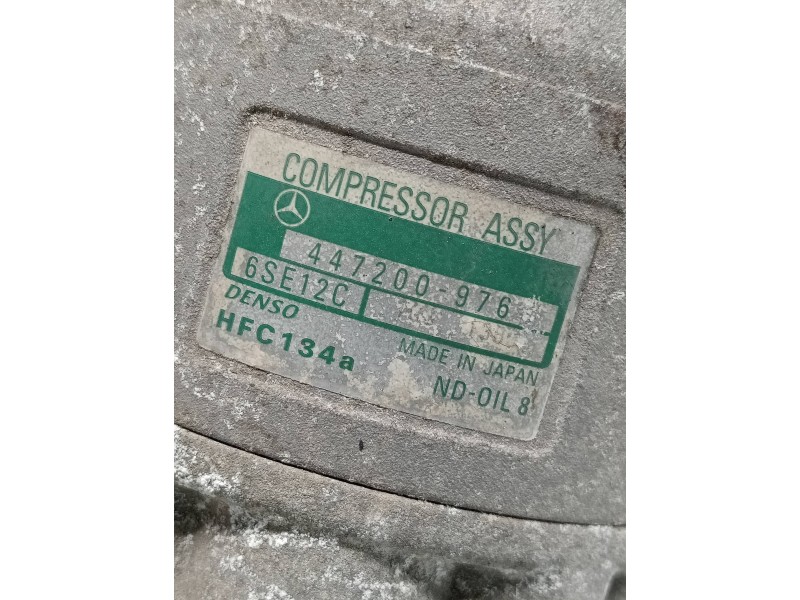 COMPRESSOR ASSY
447200-976
6SE12C
DENSO
HFC134a
MADE IN JAPAN
ND-OIL 8